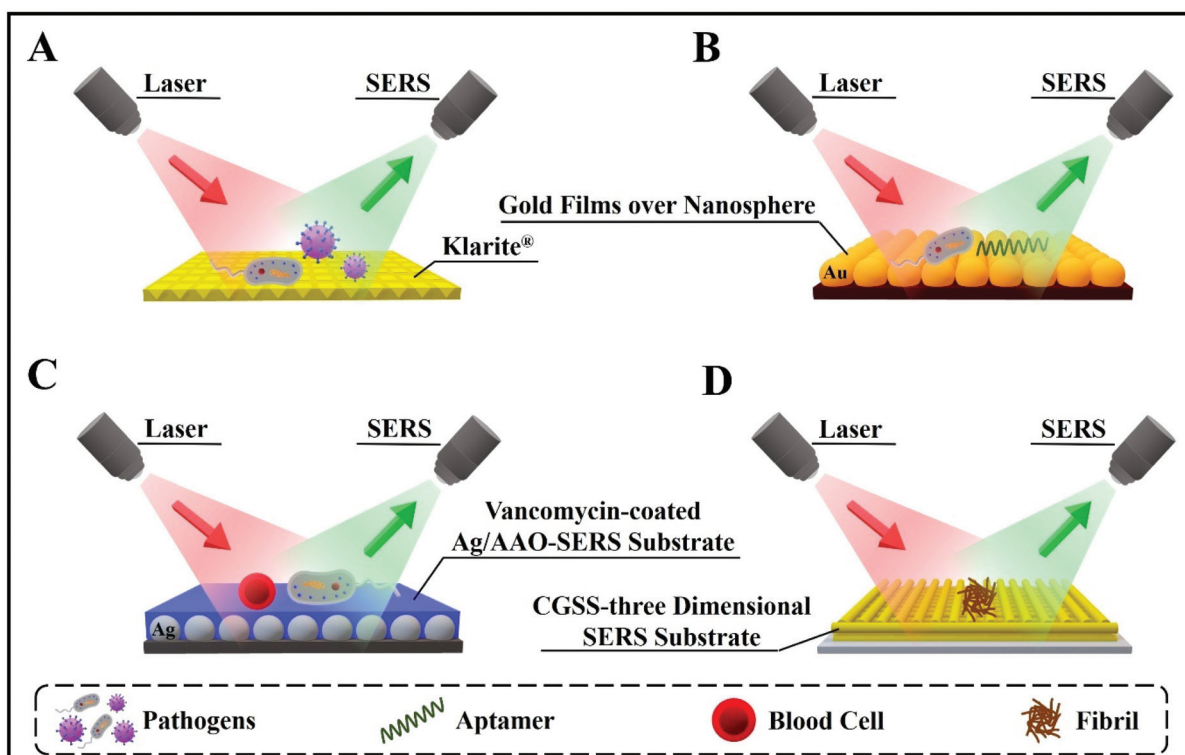 A
Laser
SERS
Klarite®
B
Laser
SERS
Gold Films over Nanosphere
Au
C
Laser
SERS
Vancomycin-coated
Ag/AAO-SERS Substrate
Ag
D
Laser
SERS
CGSS-three Dimensional
SERS Substrate
Pathogens
Aptamer
Blood Cell
Fibril